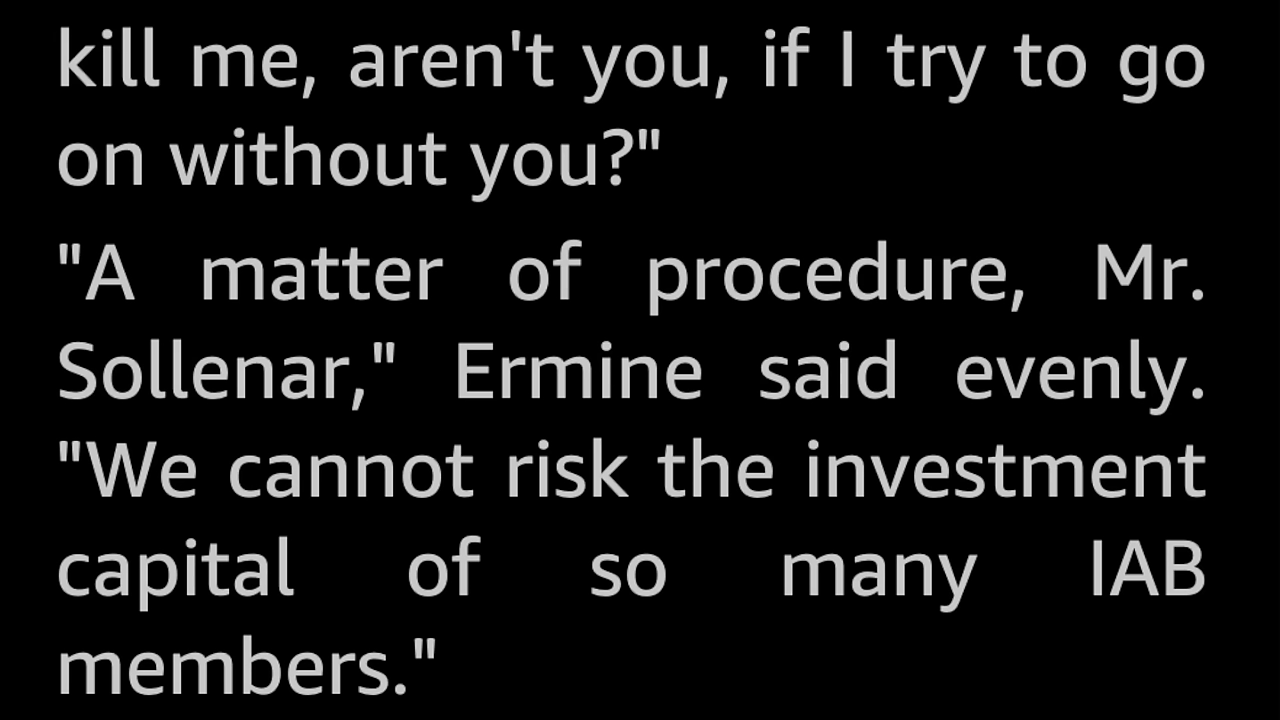 kill me, aren't you, if I try to go
on without you?"
"A matter of procedure, Mr.
Sollenar," Ermine said evenly.
"We cannot risk the investment
capital of so many IAB
members."